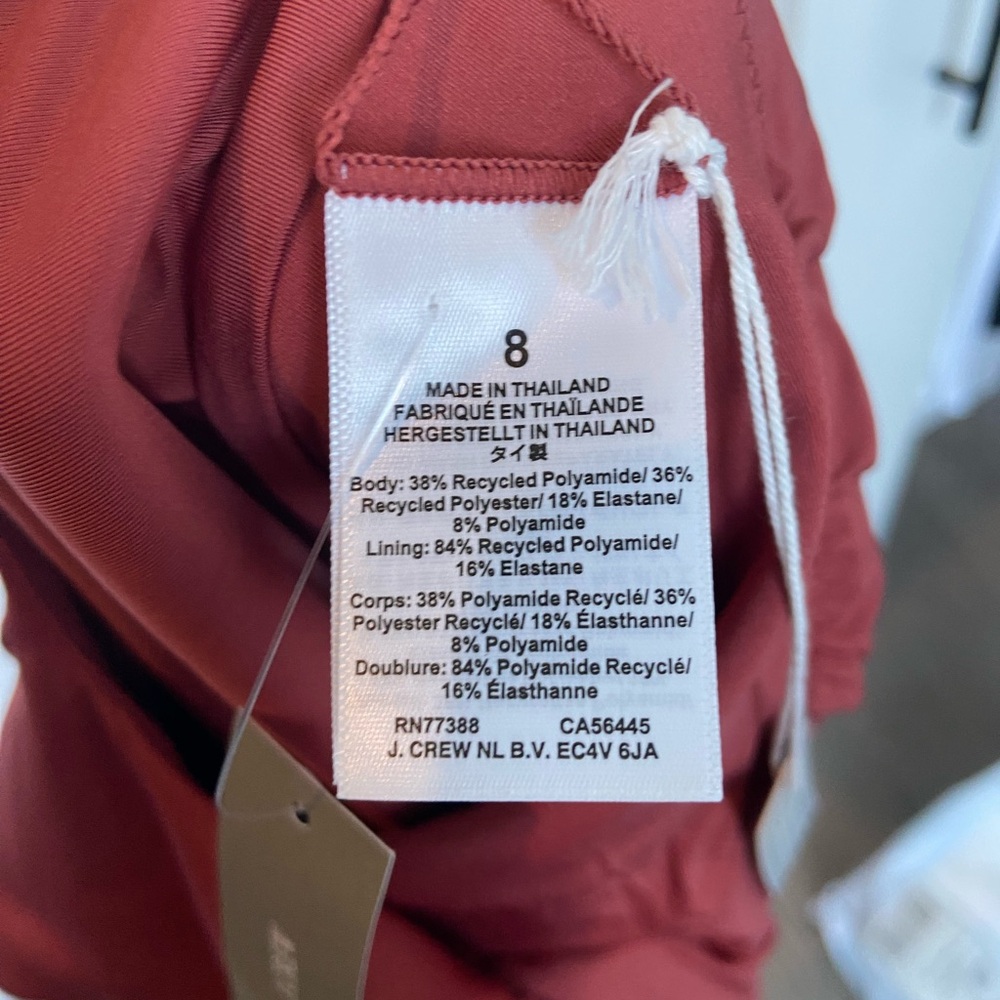 8
MADE IN THAILAND
FABRIQUÉ EN THAÏLANDE
HERGESTELLT IN THAILAND
タイ製
Body: 38% Recycled Polyamide/ 36%
Recycled Polyester/ 18% Elastane/
8% Polyamide
Lining: 84% Recycled Polyamide/
16% Elastane
Corps: 38% Polyamide Recyclé/ 36%
Polyester Recyclé/ 18% Élasthanne/
8% Polyamide
Doublure: 84% Polyamide Recyclé/
16% Élasthanne
RN77388 CA56445
J. CREW NL B.V. EC4V 6JA